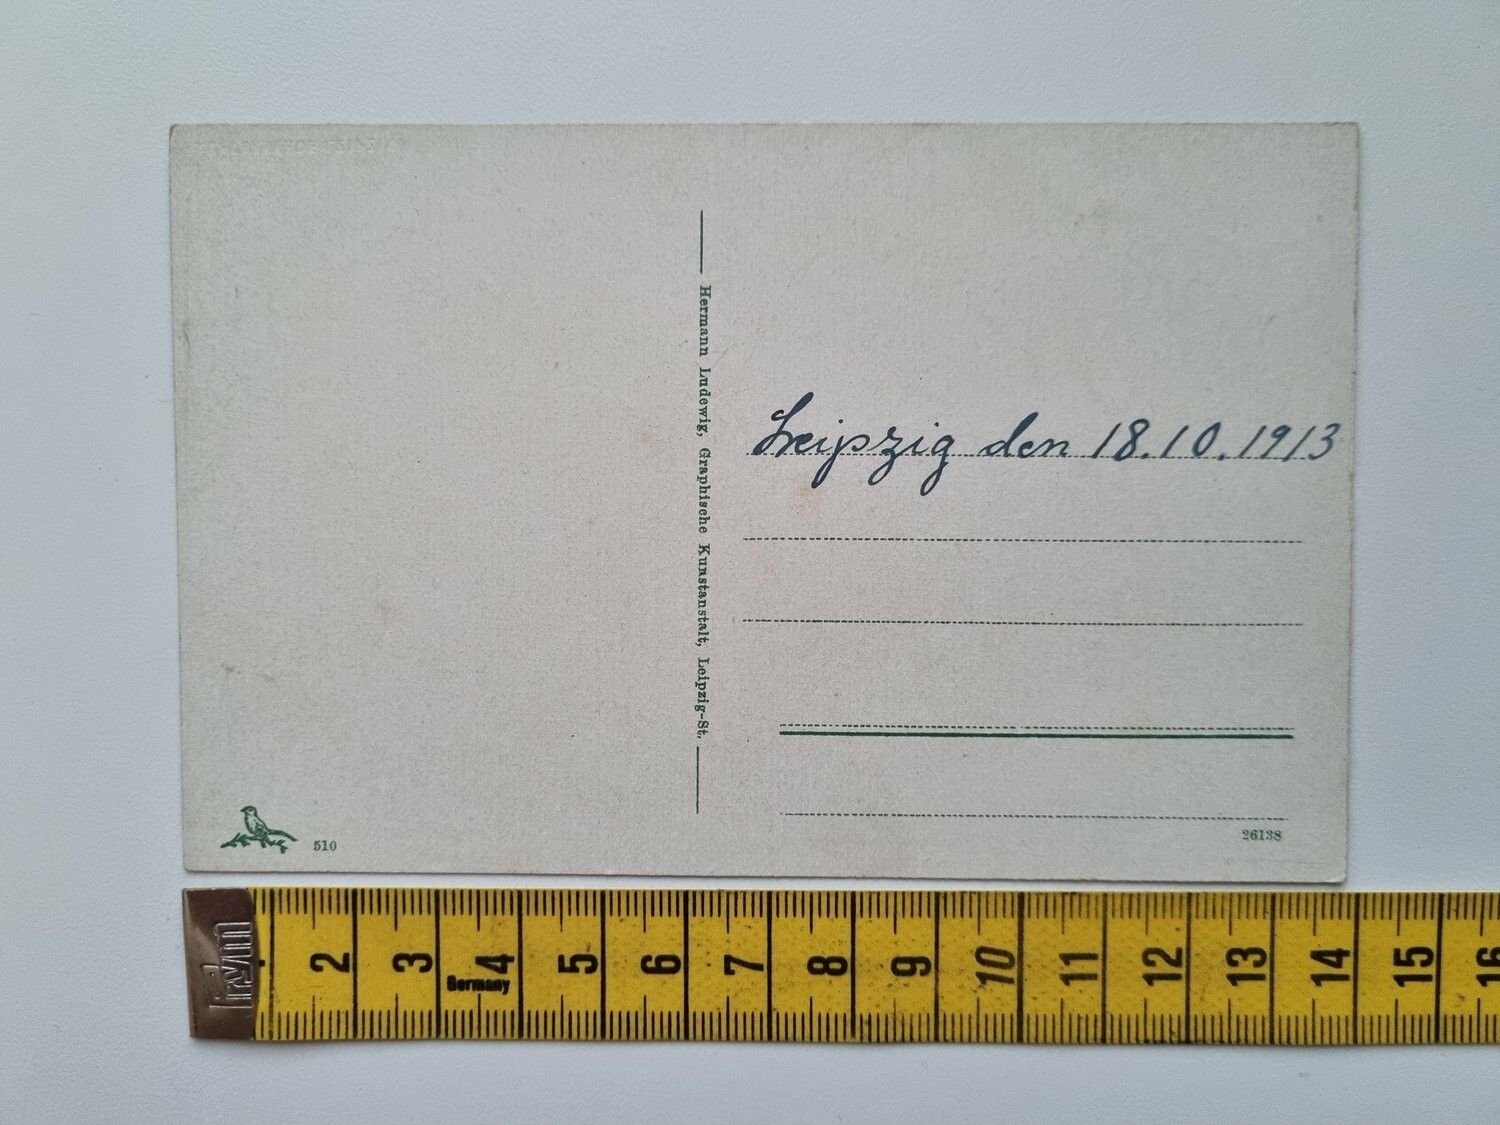 Hermann Ludewig, Graphische Kunstanstalt, Leipzig-St.
Leipzig den 18.10.1913
510
26138
2 3 4 5 6 7 8 9 10 11 12 13 14 15 16
Germany